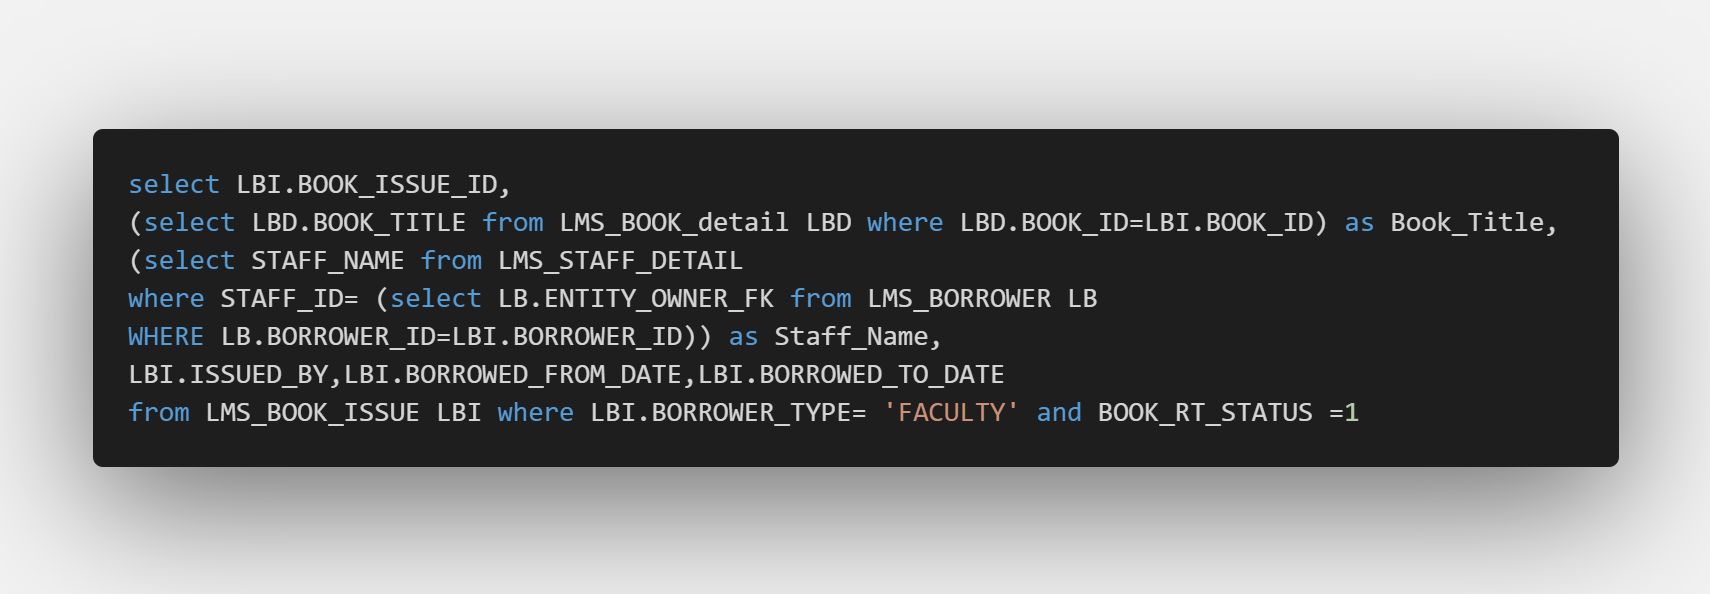 select LBI.BOOK_ISSUE_ID,
(select LBD.BOOK_TITLE from LMS_BOOK_detail LBD where LBD.BOOK_ID=LBI.BOOK_ID) as Book_Title,
(select STAFF_NAME from LMS_STAFF_DETAIL
where STAFF_ID= (select LB.ENTITY_OWNER_FK from LMS_BORROWER LB
WHERE LB.BORROWER_ID=LBI.BORROWER_ID)) as Staff_Name,
LBI.ISSUED_BY,LBI.BORROWED_FROM_DATE,LBI.BORROWED_TO_DATE
from LMS_BOOK_ISSUE LBI where LBI.BORROWER_TYPE= 'FACULTY' and BOOK_RT_STATUS =1